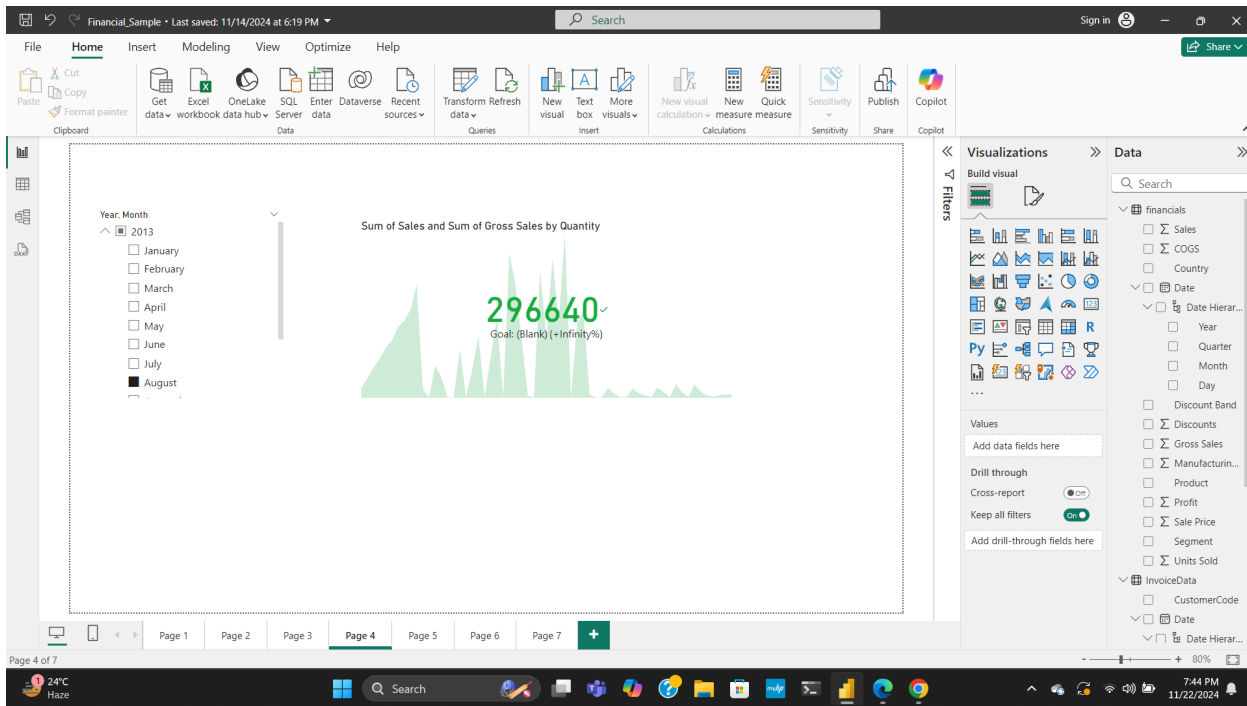 Financial_Sample • Last saved: 11/14/2024 at 6:19 PM
Search
Sign in
File Home Insert Modeling View Optimize Help
Share
Paste
Cut
Copy
Format painter
Clipboard
Get data
Excel workbook
OneLake data hub
SQL Server
Enter data
Dataverse
Recent sources
Data
Transform data
Refresh
Queries
New visual
Text box
More visuals
Insert
New visual calculation
New measure
Quick measure
Calculations
Sensitivity
Sensitivity
Publish
Share
Copilot
Copilot
Year, Month
2013
January
February
March
April
May
June
July
August
Sum of Sales and Sum of Gross Sales by Quantity
296640
Goal: (Blank) (+Infinity%)
Filters
Visualizations
Build visual
123
R
Py
...
Values
Add data fields here
Drill through
Cross-report
Off
Keep all filters
On
Add drill-through fields here
Data
Search
financials
Sales
COGS
Country
Date
Date Hierar...
Year
Quarter
Month
Day
Discount Band
Discounts
Gross Sales
Manufacturin...
Product
Profit
Sale Price
Segment
Units Sold
InvoiceData
CustomerCode
Date
Date Hierar...
Page 1 Page 2 Page 3 Page 4 Page 5 Page 6 Page 7 +
Page 4 of 7
- + 80%
1
24°C
Haze
Search
7:44 PM
11/22/2024